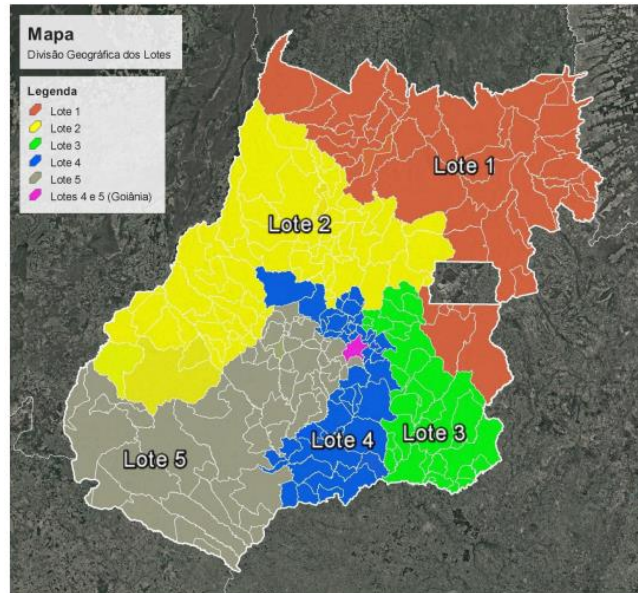 Mapa
Divisão Geográfica dos Lotes
Legenda
Lote 1
Lote 2
Lote 3
Lote 4
Lote 5
Lotes 4 e 5 (Goiânia)
Lote 1
Lote 2
Lote 5
Lote 4
Lote 3